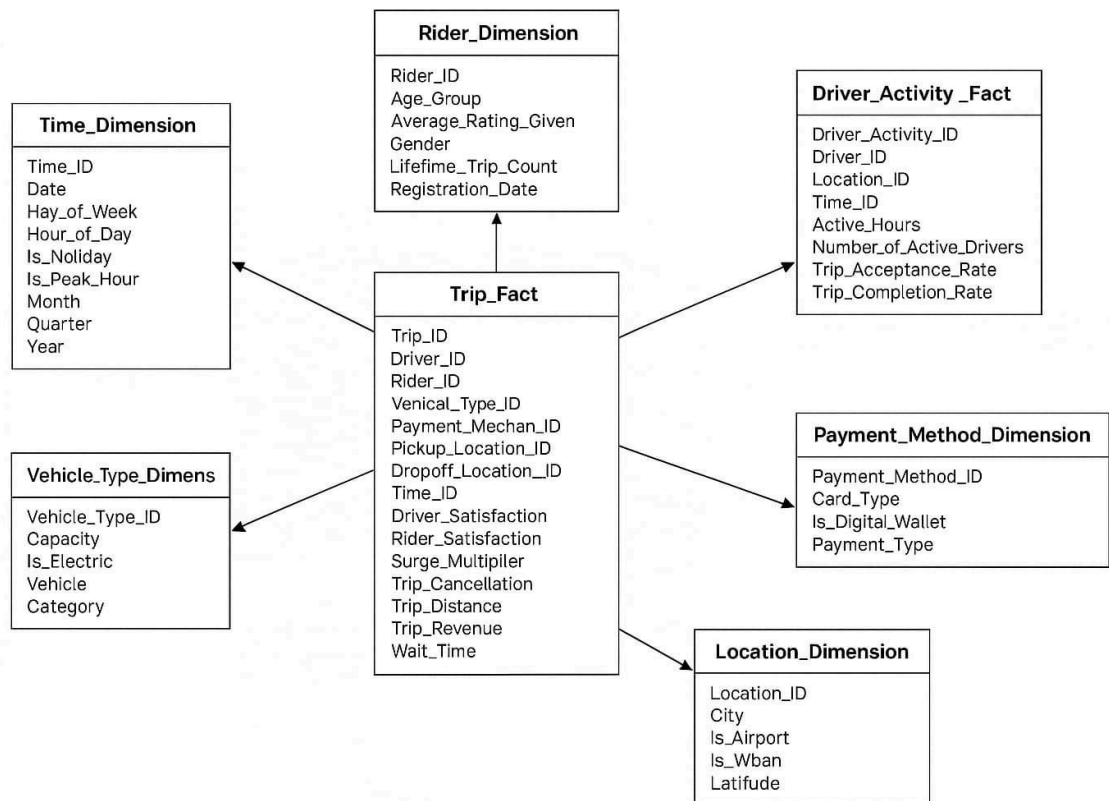 Rider_Dimension
Rider_ID
Age_Group
Average_Rating_Given
Gender
Lifefime_Trip_Count
Registration_Date
Time_Dimension
Time_ID
Date
Hay_of_Week
Hour_of_Day
Is_Noliday
Is_Peak_Hour
Month
Quarter
Year
Driver_Activity _Fact
Driver_Activity_ID
Driver_ID
Location_ID
Time_ID
Active_Hours
Number_of_Active_Drivers
Trip_Acceptance_Rate
Trip_Completion_Rate
Trip_Fact
Trip_ID
Driver_ID
Rider_ID
Venical_Type_ID
Payment_Mechan_ID
Pickup_Location_ID
Dropoff_Location_ID
Time_ID
Driver_Satisfaction
Rider_Satisfaction
Surge_Multipiler
Trip_Cancellation
Trip_Distance
Trip_Revenue
Wait_Time
Vehicle_Type_Dimens
Vehicle_Type_ID
Capacity
Is_Electric
Vehicle
Category
Payment_Method_Dimension
Payment_Method_ID
Card_Type
Is_Digital_Wallet
Payment_Type
Location_Dimension
Location_ID
City
Is_Airport
Is_Wban
Latifude